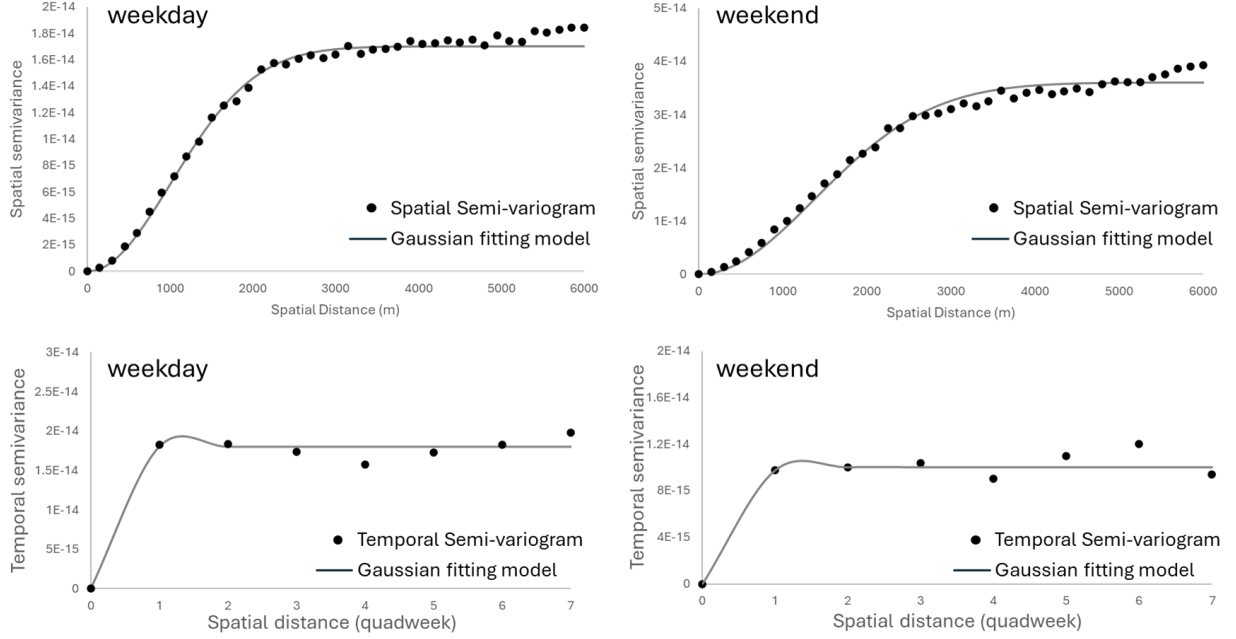 weekday
2E-14
1.8E-14
1.6E-14
1.4E-14
1.2E-14
1E-14
8E-15
6E-15
4E-15
2E-15
0
Spatial semivariance
Spatial Semi-variogram
Gaussian fitting model
0 1000 2000 3000 4000 5000 6000
Spatial Distance (m)
weekend
5E-14
4E-14
3E-14
2E-14
1E-14
0
Spatial semivariance
Spatial Semi-variogram
Gaussian fitting model
0 1000 2000 3000 4000 5000 6000
Spatial Distance (m)
weekday
3E-14
2.5E-14
2E-14
1.5E-14
1E-14
5E-15
0
Temporal semivariance
Temporal Semi-variogram
Gaussian fitting model
0 1 2 3 4 5 6 7
Spatial distance (quadweek)
weekend
2E-14
1.6E-14
1.2E-14
8E-15
4E-15
0
Temporal semivariance
Temporal Semi-variogram
Gaussian fitting model
0 1 2 3 4 5 6 7
Spatial distance (quadweek)